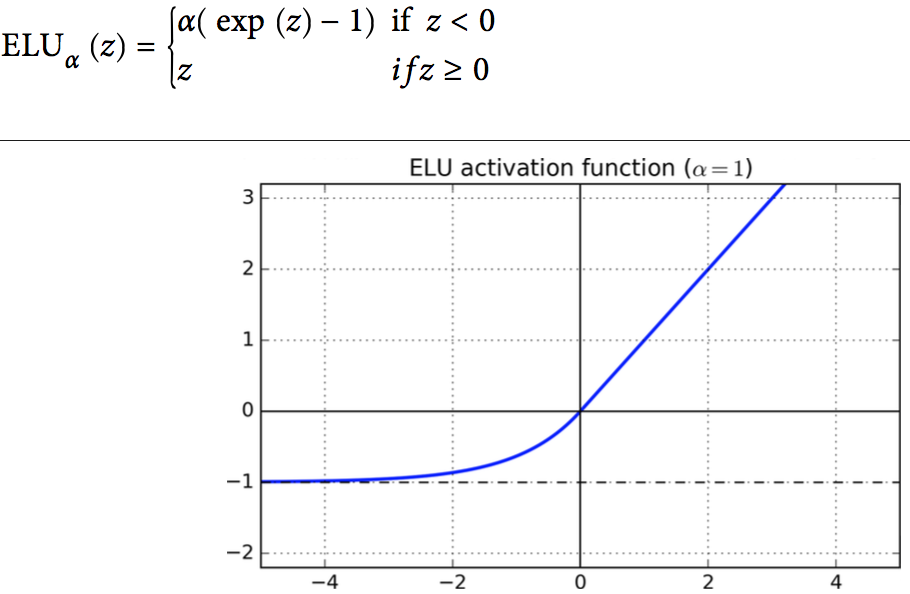 α( exp (z) − 1) if z < 0
ELUα (z) =
z ifz ≥ 0
ELU activation function (α=1)
3
2
1
0
−1
−2
−4 −2 0 2 4